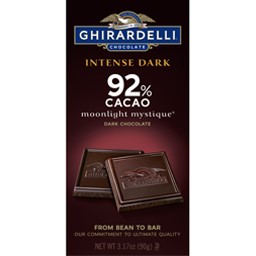 GHIRARDELLI
CHOCOLATE
INTENSE DARK
92%
CACAO
moonlight mystique®
DARK CHOCOLATE
GHIRARDELLI
FROM BEAN TO BAR
OUR COMMITMENT TO ULTIMATE QUALITY
NET WT 3.17oz (90g)